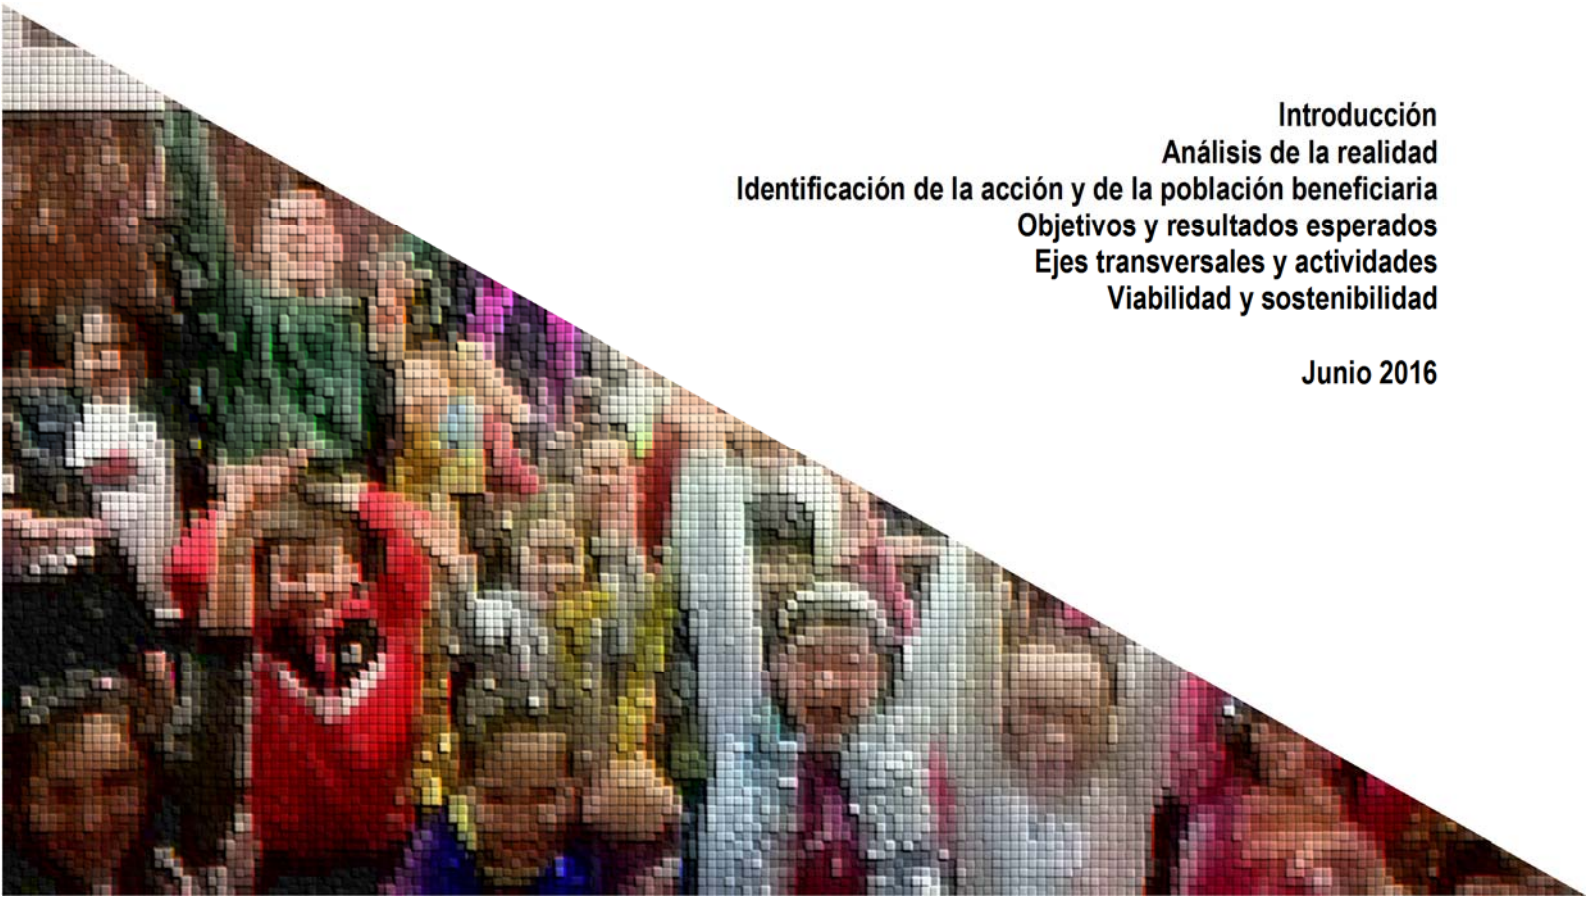 Introducción
Análisis de la realidad
Identificación de la acción y de la población beneficiaria
Objetivos y resultados esperados
Ejes transversales y actividades
Viabilidad y sostenibilidad
Junio 2016